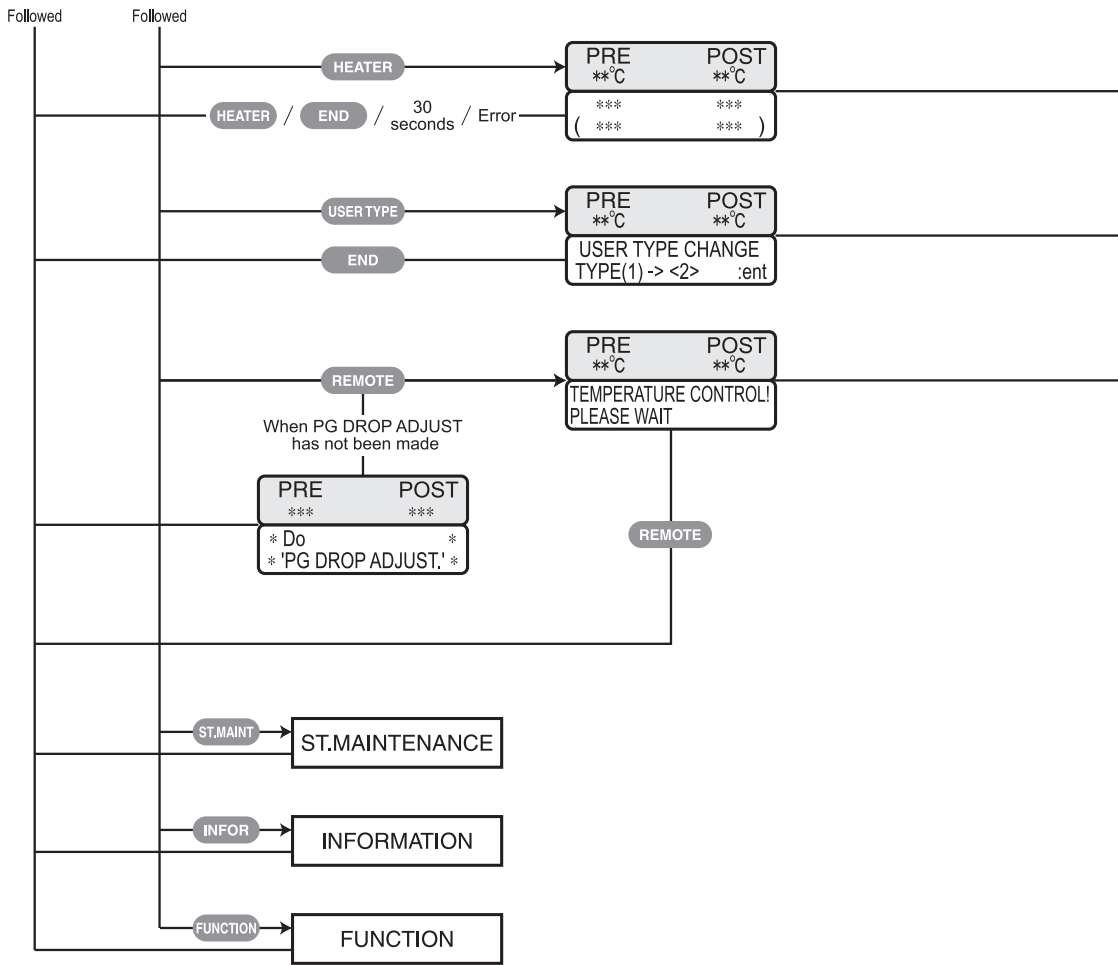 Followed Followed
HEATER
PRE POST
**°C **°C
*** ***
( *** *** )
HEATER / END / 30 seconds / Error
USER TYPE
PRE POST
**°C **°C
END
USER TYPE CHANGE
TYPE(1) -> <2> :ent
REMOTE
PRE POST
**°C **°C
TEMPERATURE CONTROL!
PLEASE WAIT
When PG DROP ADJUST
has not been made
PRE POST
*** ***
* Do *
* 'PG DROP ADJUST.' *
REMOTE
ST.MAINT
ST.MAINTENANCE
INFOR
INFORMATION
FUNCTION
FUNCTION